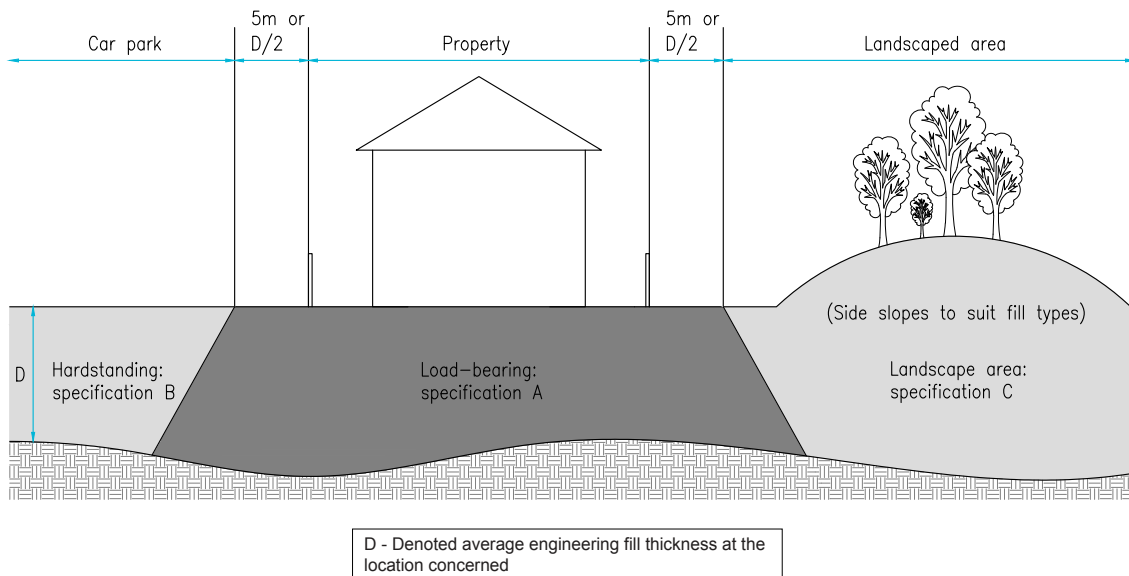 5m or
D/2
5m or
D/2
Car park
Property
Landscaped area
(Side slopes to suit fill types)
D
Hardstanding:
specification B
Load-bearing:
specification A
Landscape area:
specification C
D - Denoted average engineering fill thickness at the
location concerned